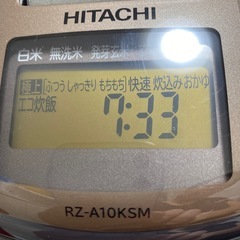 HITACHI
白米 無洗米 発芽玄米
極上 ふつう しゃっきり もちもち 快速 炊込み おかゆ
エコ炊飯
7:33
RZ-A10KSM